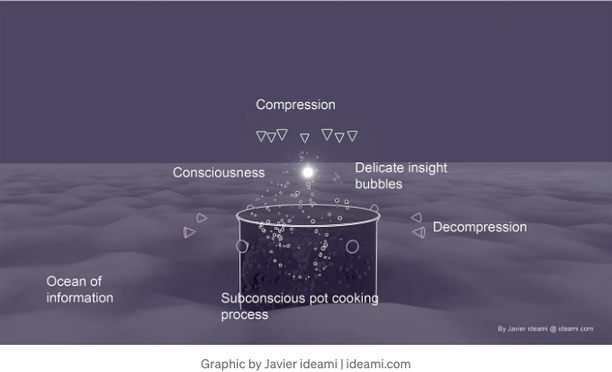 Compression
Consciousness
Delicate insight
bubbles
Decompression
Ocean of
information
Subconscious pot cooking
process
By Javier ideami @ ideami.com
Graphic by Javier ideami | ideami.com